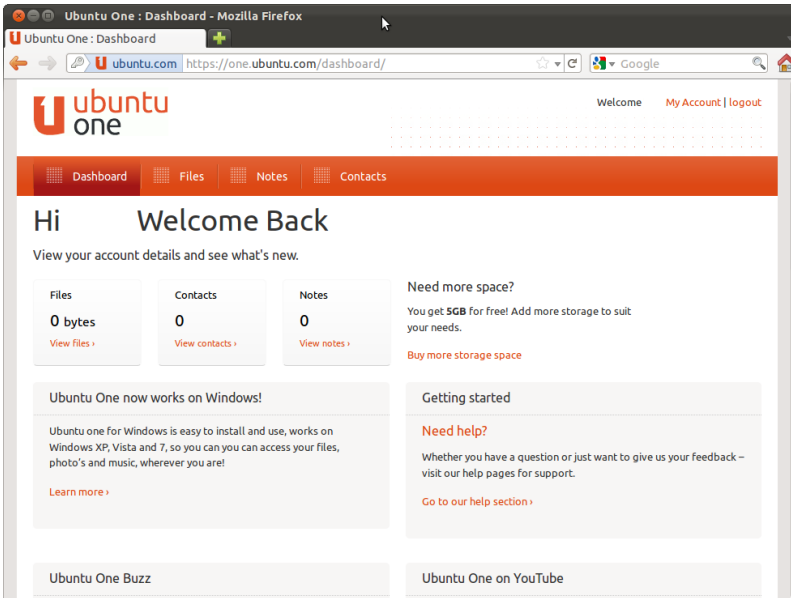 Ubuntu One : Dashboard - Mozilla Firefox
Ubuntu One : Dashboard
ubuntu.com https://one.ubuntu.com/dashboard/
Google
ubuntu
one
Welcome My Account | logout
Dashboard Files Notes Contacts
Hi Welcome Back
View your account details and see what's new.
Files
0 bytes
View files ›
Contacts
0
View contacts ›
Notes
0
View notes ›
Need more space?
You get 5GB for free! Add more storage to suit
your needs.
Buy more storage space
Ubuntu One now works on Windows!
Ubuntu one for Windows is easy to install and use, works on
Windows XP, Vista and 7, so you can you can access your files,
photo's and music, wherever you are!
Learn more ›
Getting started
Need help?
Whether you have a question or just want to give us your feedback –
visit our help pages for support.
Go to our help section ›
Ubuntu One Buzz
Ubuntu One on YouTube